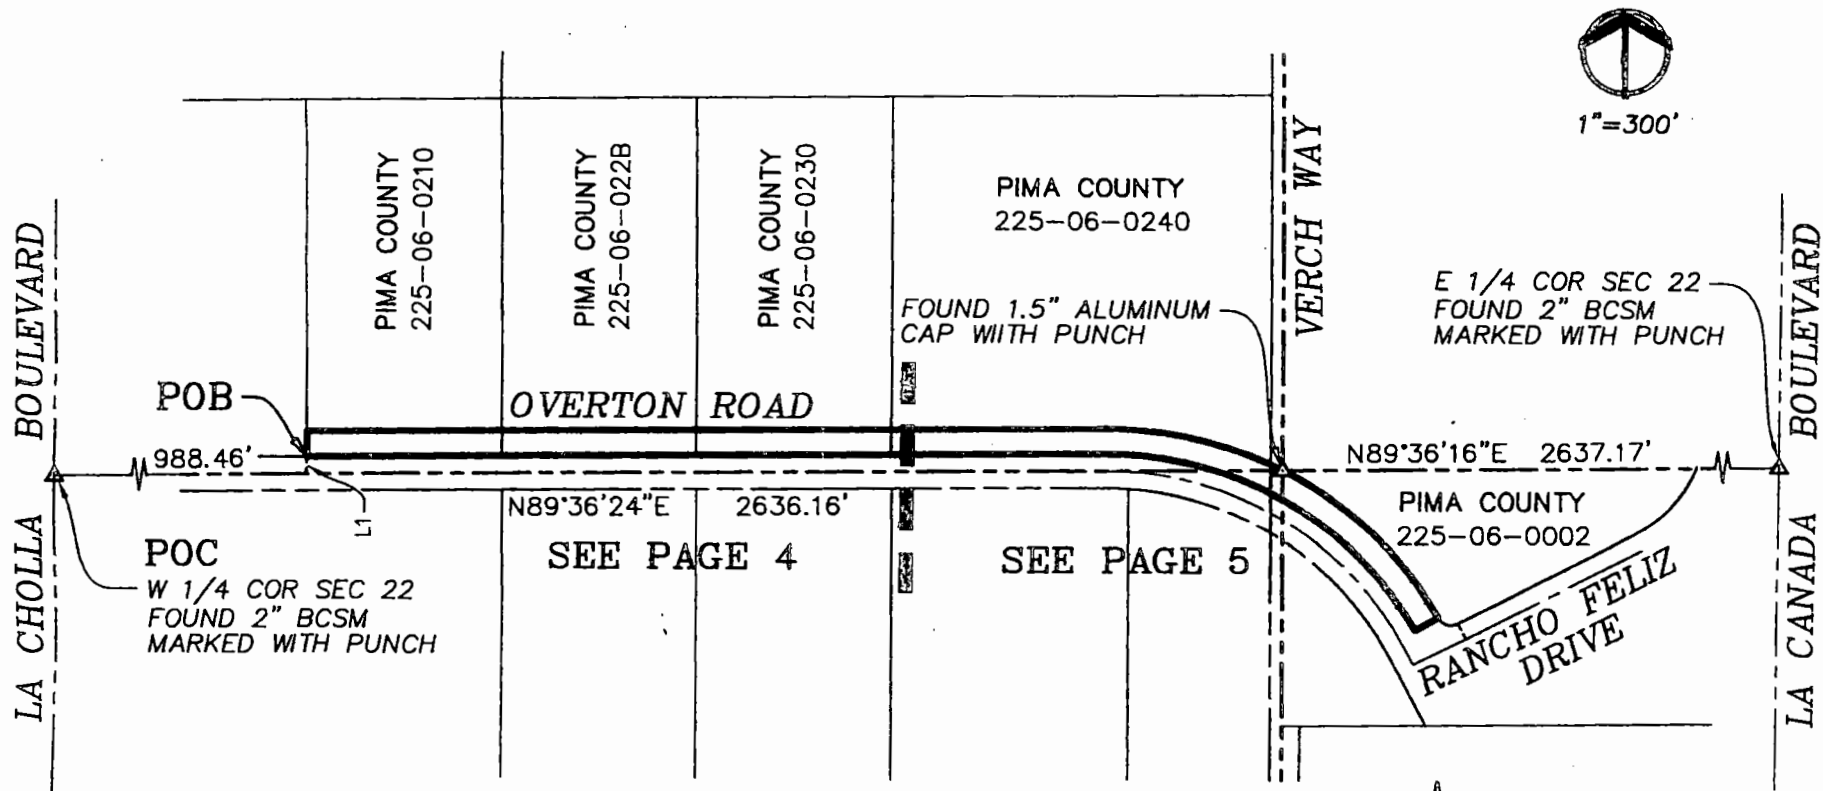 1"=300'
PIMA COUNTY
225-06-0210
PIMA COUNTY
225-06-022B
PIMA COUNTY
225-06-0230
PIMA COUNTY
225-06-0240
VERCH WAY
E 1/4 COR SEC 22
FOUND 2" BCSM
MARKED WITH PUNCH
FOUND 1.5" ALUMINUM
CAP WIITH PUNCH
LA CHOLLA BOULEVARD
LA CANADA BOULEVARD
POB
OVERTON ROAD
988.46'
N89°36'16"E 2637.17'
L1
N89°36'24"E 2636.16'
PIMA COUNTY
225-06-0002
POC
W 1/4 COR SEC 22
FOUND 2" BCSM
MARKED WITH PUNCH
SEE PAGE 4
SEE PAGE 5
RANCHO FELIZ
DRIVE